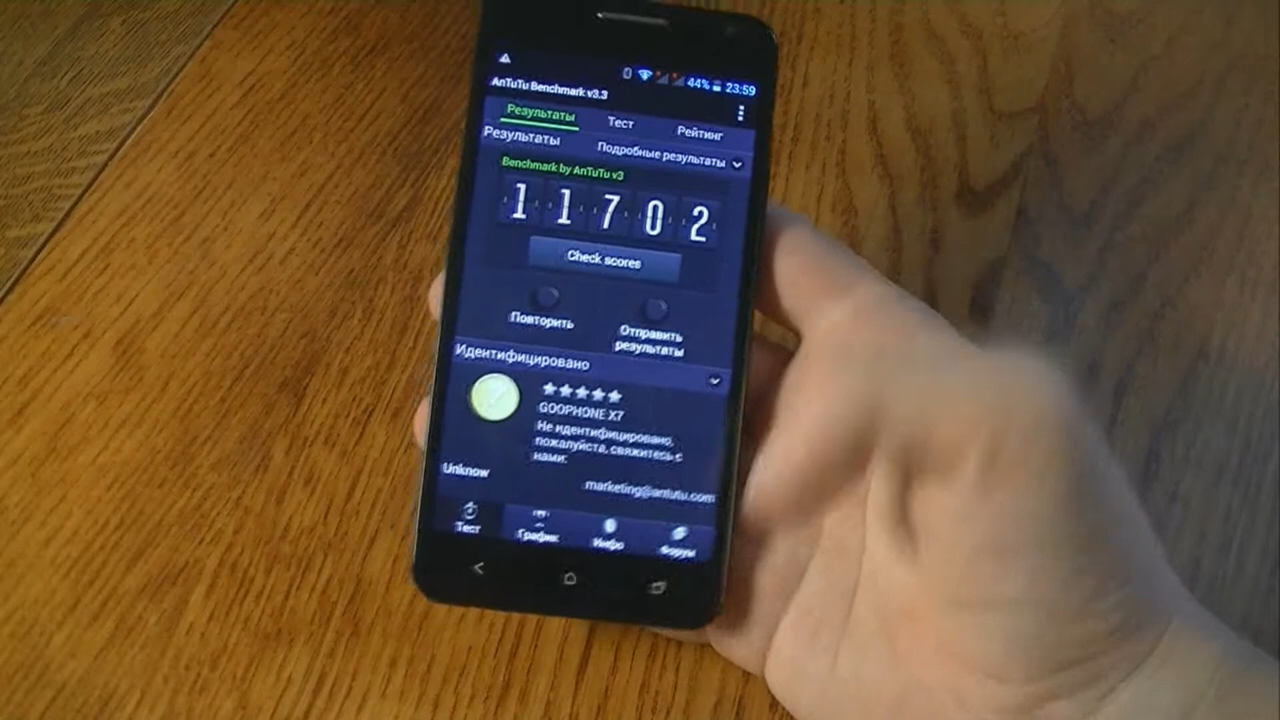 44% 23:59
AnTuTu Benchmark v3.3
Результаты Тест Рейтинг
Результаты Подробные результаты
Benchmark by AnTuTu v3
11702
Check scores
Повторить Отправить
результаты
Идентифицировано
GOOPHONE X7
Не идентифицировано,
пожалуйста, свяжитесь с
нами:
Unknow
marketing@antutu.com
Тест График Инфо Форум